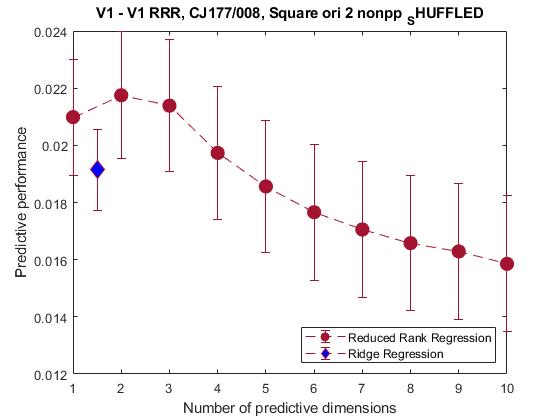 V1 - V1 RRR, CJ177/008, Square ori 2 nonpp SHUFFLED
0.024
0.022
0.02
0.018
0.016
0.014
0.012
Predictive performance
Reduced Rank Regression
Ridge Regression
1 2 3 4 5 6 7 8 9 10
Number of predictive dimensions